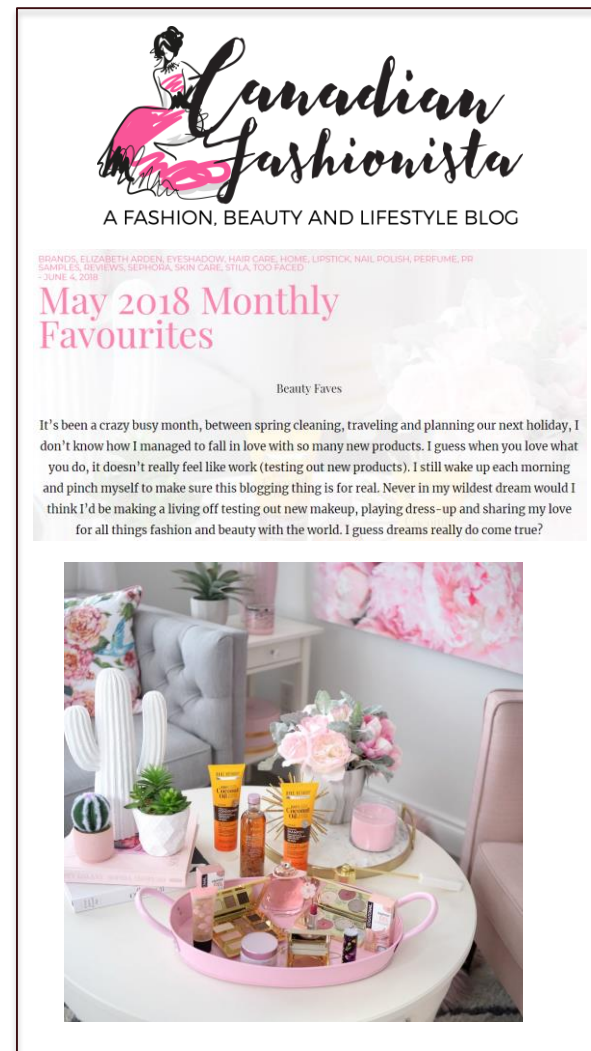 Canadian
fashionista
A FASHION, BEAUTY AND LIFESTYLE BLOG
BRANDS, ELIZABETH ARDEN, EYESHADOW, HAIR CARE, HOME, LIPSTICK, NAIL POLISH, PERFUME, PR
SAMPLES, REVIEWS, SEPHORA, SKIN CARE, STILA, TOO FACED
- JUNE 4, 2018
May 2018 Monthly
Favourites
Beauty Faves
It's been a crazy busy month, between spring cleaning, traveling and planning our next holiday, I
don't know how I managed to fall in love with so many new products. I guess when you love what
you do, it doesn't really feel like work (testing out new products). I still wake up each morning
and pinch myself to make sure this blogging thing is for real. Never in my wildest dream would I
think I'd be making a living off testing out new makeup, playing dress-up and sharing my love
for all things fashion and beauty with the world. I guess dreams really do come true?
Coconut
Oil
Coconut
Oil